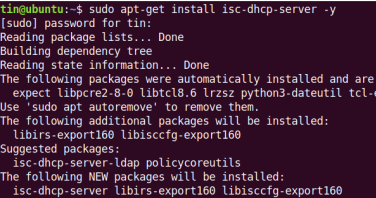 tin@ubuntu:~$ sudo apt-get install isc-dhcp-server -y
[sudo] password for tin:
Reading package lists... Done
Building dependency tree
Reading state information... Done
The following packages were automatically installed and are
  expect libpcre2-8-0 libtcl8.6 lrzsz python3-dateutil tcl-e
Use 'sudo apt autoremove' to remove them.
The following additional packages will be installed:
  libirs-export160 libisccfg-export160
Suggested packages:
  isc-dhcp-server-ldap policycoreutils
The following NEW packages will be installed:
  isc-dhcp-server libirs-export160 libisccfg-export160